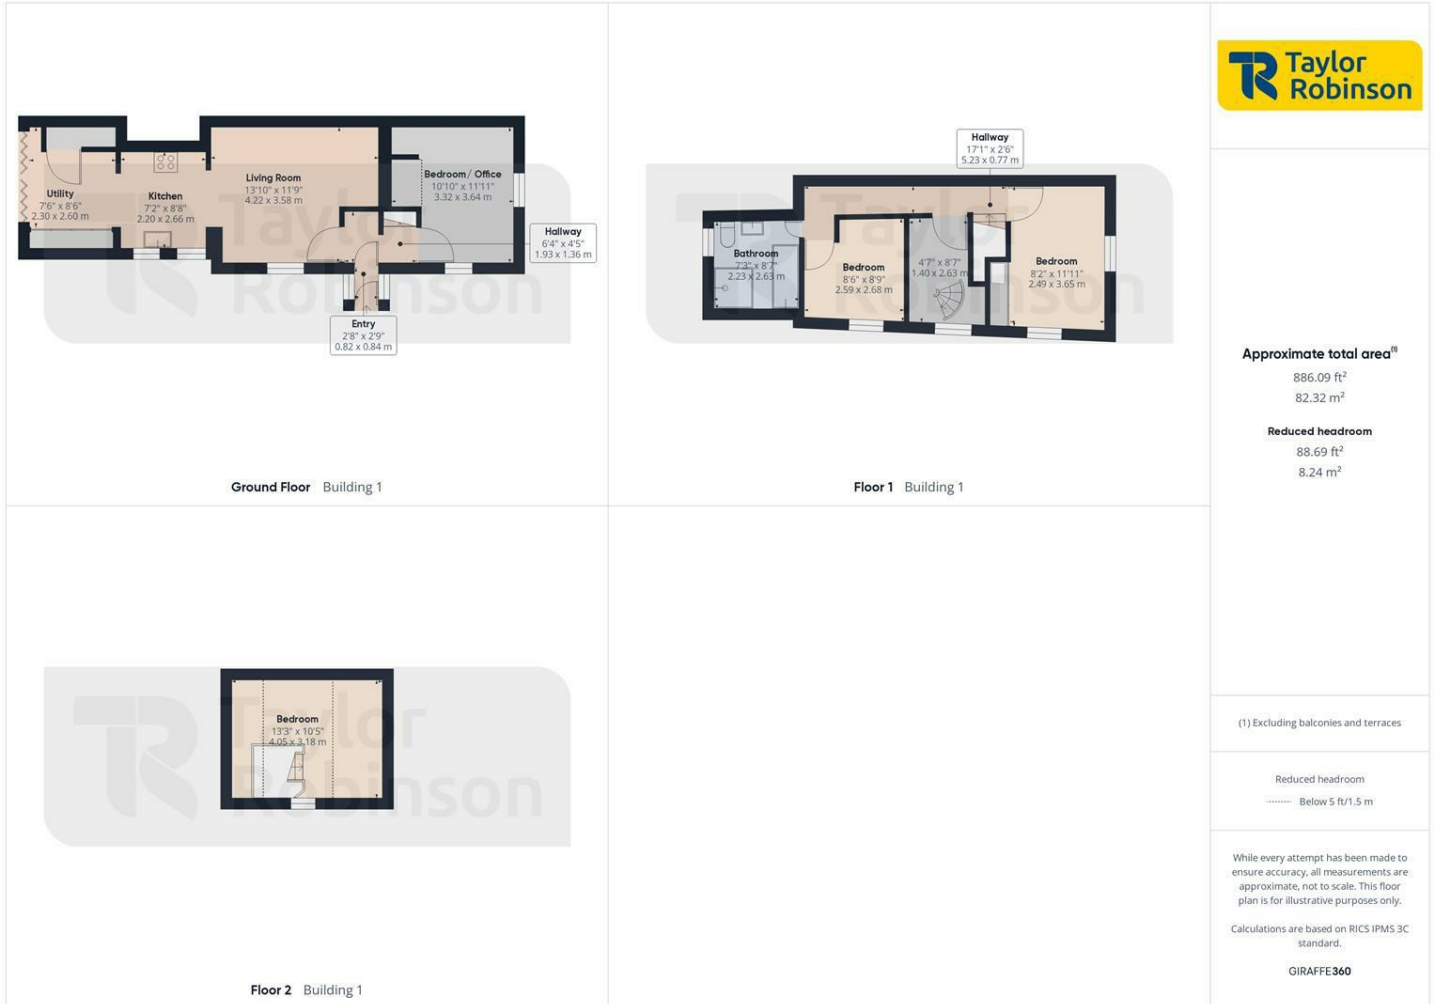 Utility
7'6" x 8'6"
2.30 x 2.60 m
Kitchen
7'2" x 8'8"
2.20 x 2.66 m
Living Room
13'10" x 11'9"
4.22 x 3.58 m
Bedroom / Office
10'10" x 11'11"
3.32 x 3.64 m
Hallway
6'4" x 4'5"
1.93 x 1.36 m
Entry
2'8" x 2'9"
0.82 x 0.84 m
Taylor
Robinson
Ground Floor Building 1
Hallway
17'1" x 2'6"
5.23 x 0.77 m
Bathroom
7'3" x 8'7"
2.23 x 2.63 m
Bedroom
8'6" x 8'9"
2.59 x 2.68 m
4'7" x 8'7"
1.40 x 2.63 m
Bedroom
8'2" x 11'11"
2.49 x 3.65 m
Taylor
Robinson
Floor 1 Building 1
Bedroom
13'3" x 10'5"
4.05 x 3.18 m
Taylor
Robinson
Floor 2 Building 1
Taylor
Robinson
Approximate total area(1)
886.09 ft²
82.32 m²
Reduced headroom
88.69 ft²
8.24 m²
(1) Excluding balconies and terraces
Reduced headroom
Below 5 ft/1.5 m
While every attempt has been made to
ensure accuracy, all measurements are
approximate, not to scale. This floor
plan is for illustrative purposes only.
Calculations are based on RICS IPMS 3C
standard.
GIRAFFE360